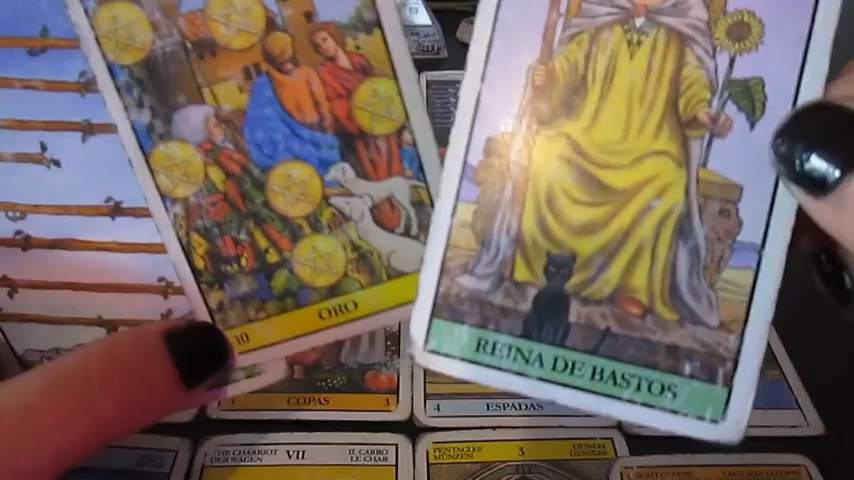 10 ORO
REINA DE BASTOS
COPAS 3
4 ESPADAS
THE CHARRIOT VII IL CARRO
DER WAGEN LE CHAR
PENTACLES 3 DENARI
MÜNZEN DENIERS